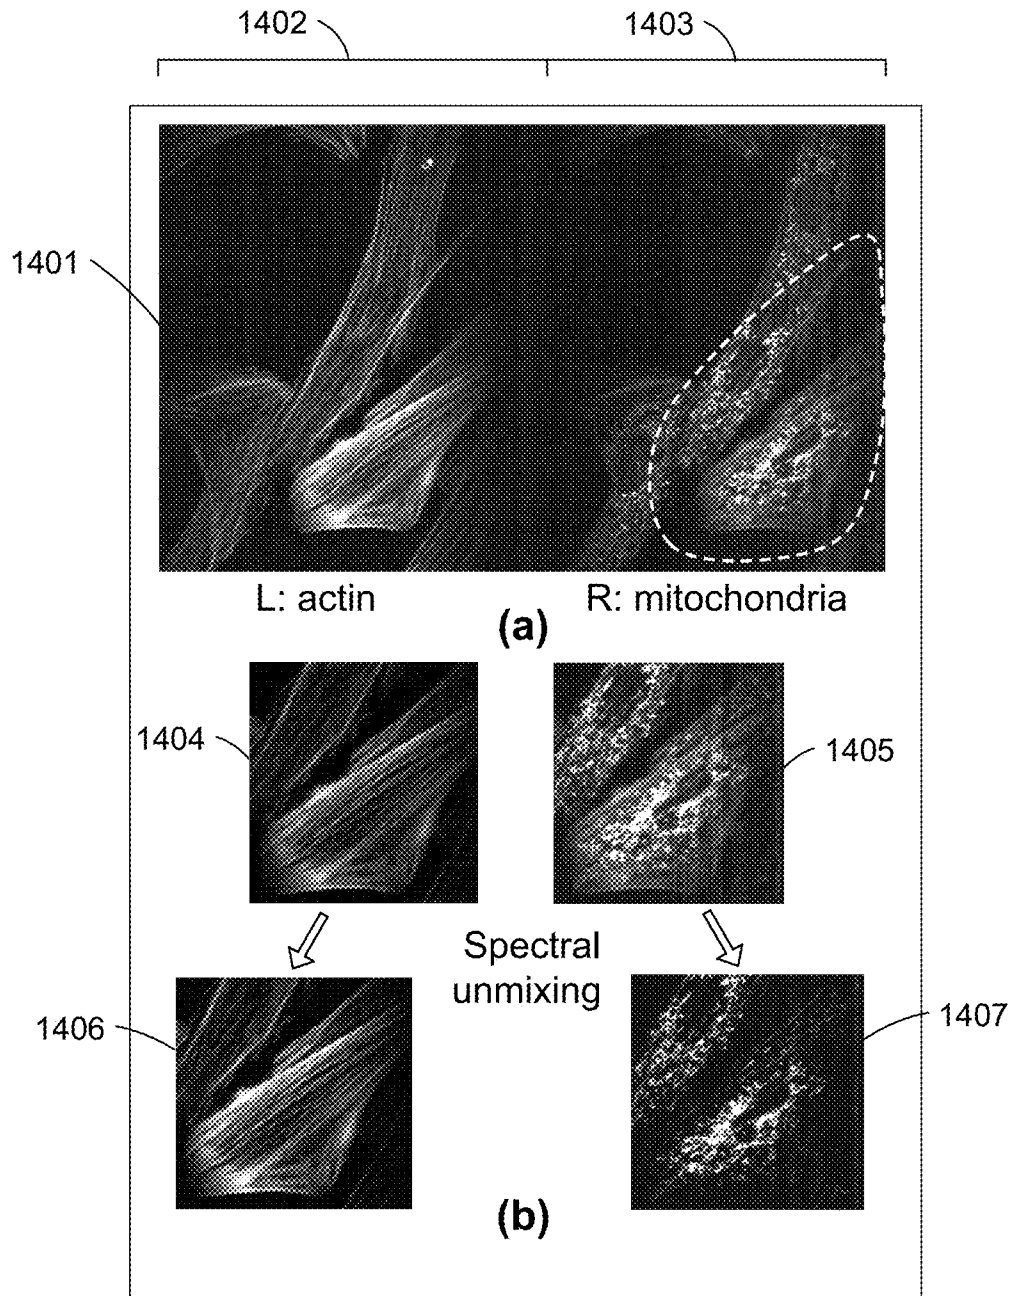 1402
1403
1401
L: actin
R: mitochondria
(a)
1404
1405
Spectral
unmixing
1406
1407
(b)